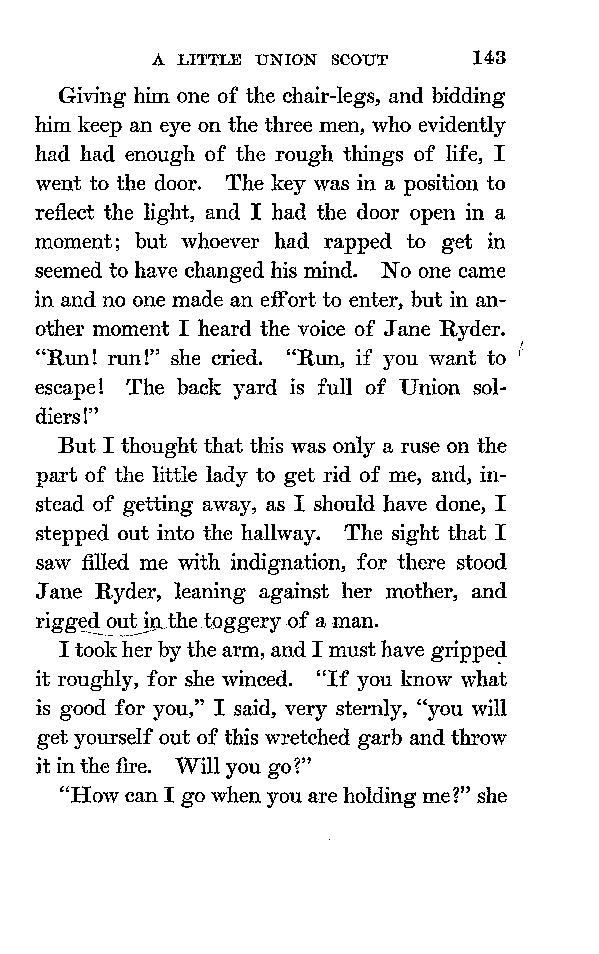 A LITTLE UNION SCOUT 143
Giving him one of the chair-legs, and bidding
him keep an eye on the three men, who evidently
had had enough of the rough things of life, I
went to the door. The key was in a position to
reflect the light, and I had the door open in a
moment; but whoever had rapped to get in
seemed to have changed his mind. No one came
in and no one made an effort to enter, but in an-
other moment I heard the voice of Jane Ryder.
“Run! run!” she cried. “Run, if you want to
escape! The back yard is full of Union sol-
diers!”
But I thought that this was only a ruse on the
part of the little lady to get rid of me, and, in-
stead of getting away, as I should have done, I
stepped out into the hallway. The sight that I
saw filled me with indignation, for there stood
Jane Ryder, leaning against her mother, and
rigged out in the toggery of a man.
I took her by the arm, and I must have gripped
it roughly, for she winced. “If you know what
is good for you,” I said, very sternly, “you will
get yourself out of this wretched garb and throw
it in the fire. Will you go?”
“How can I go when you are holding me?” she